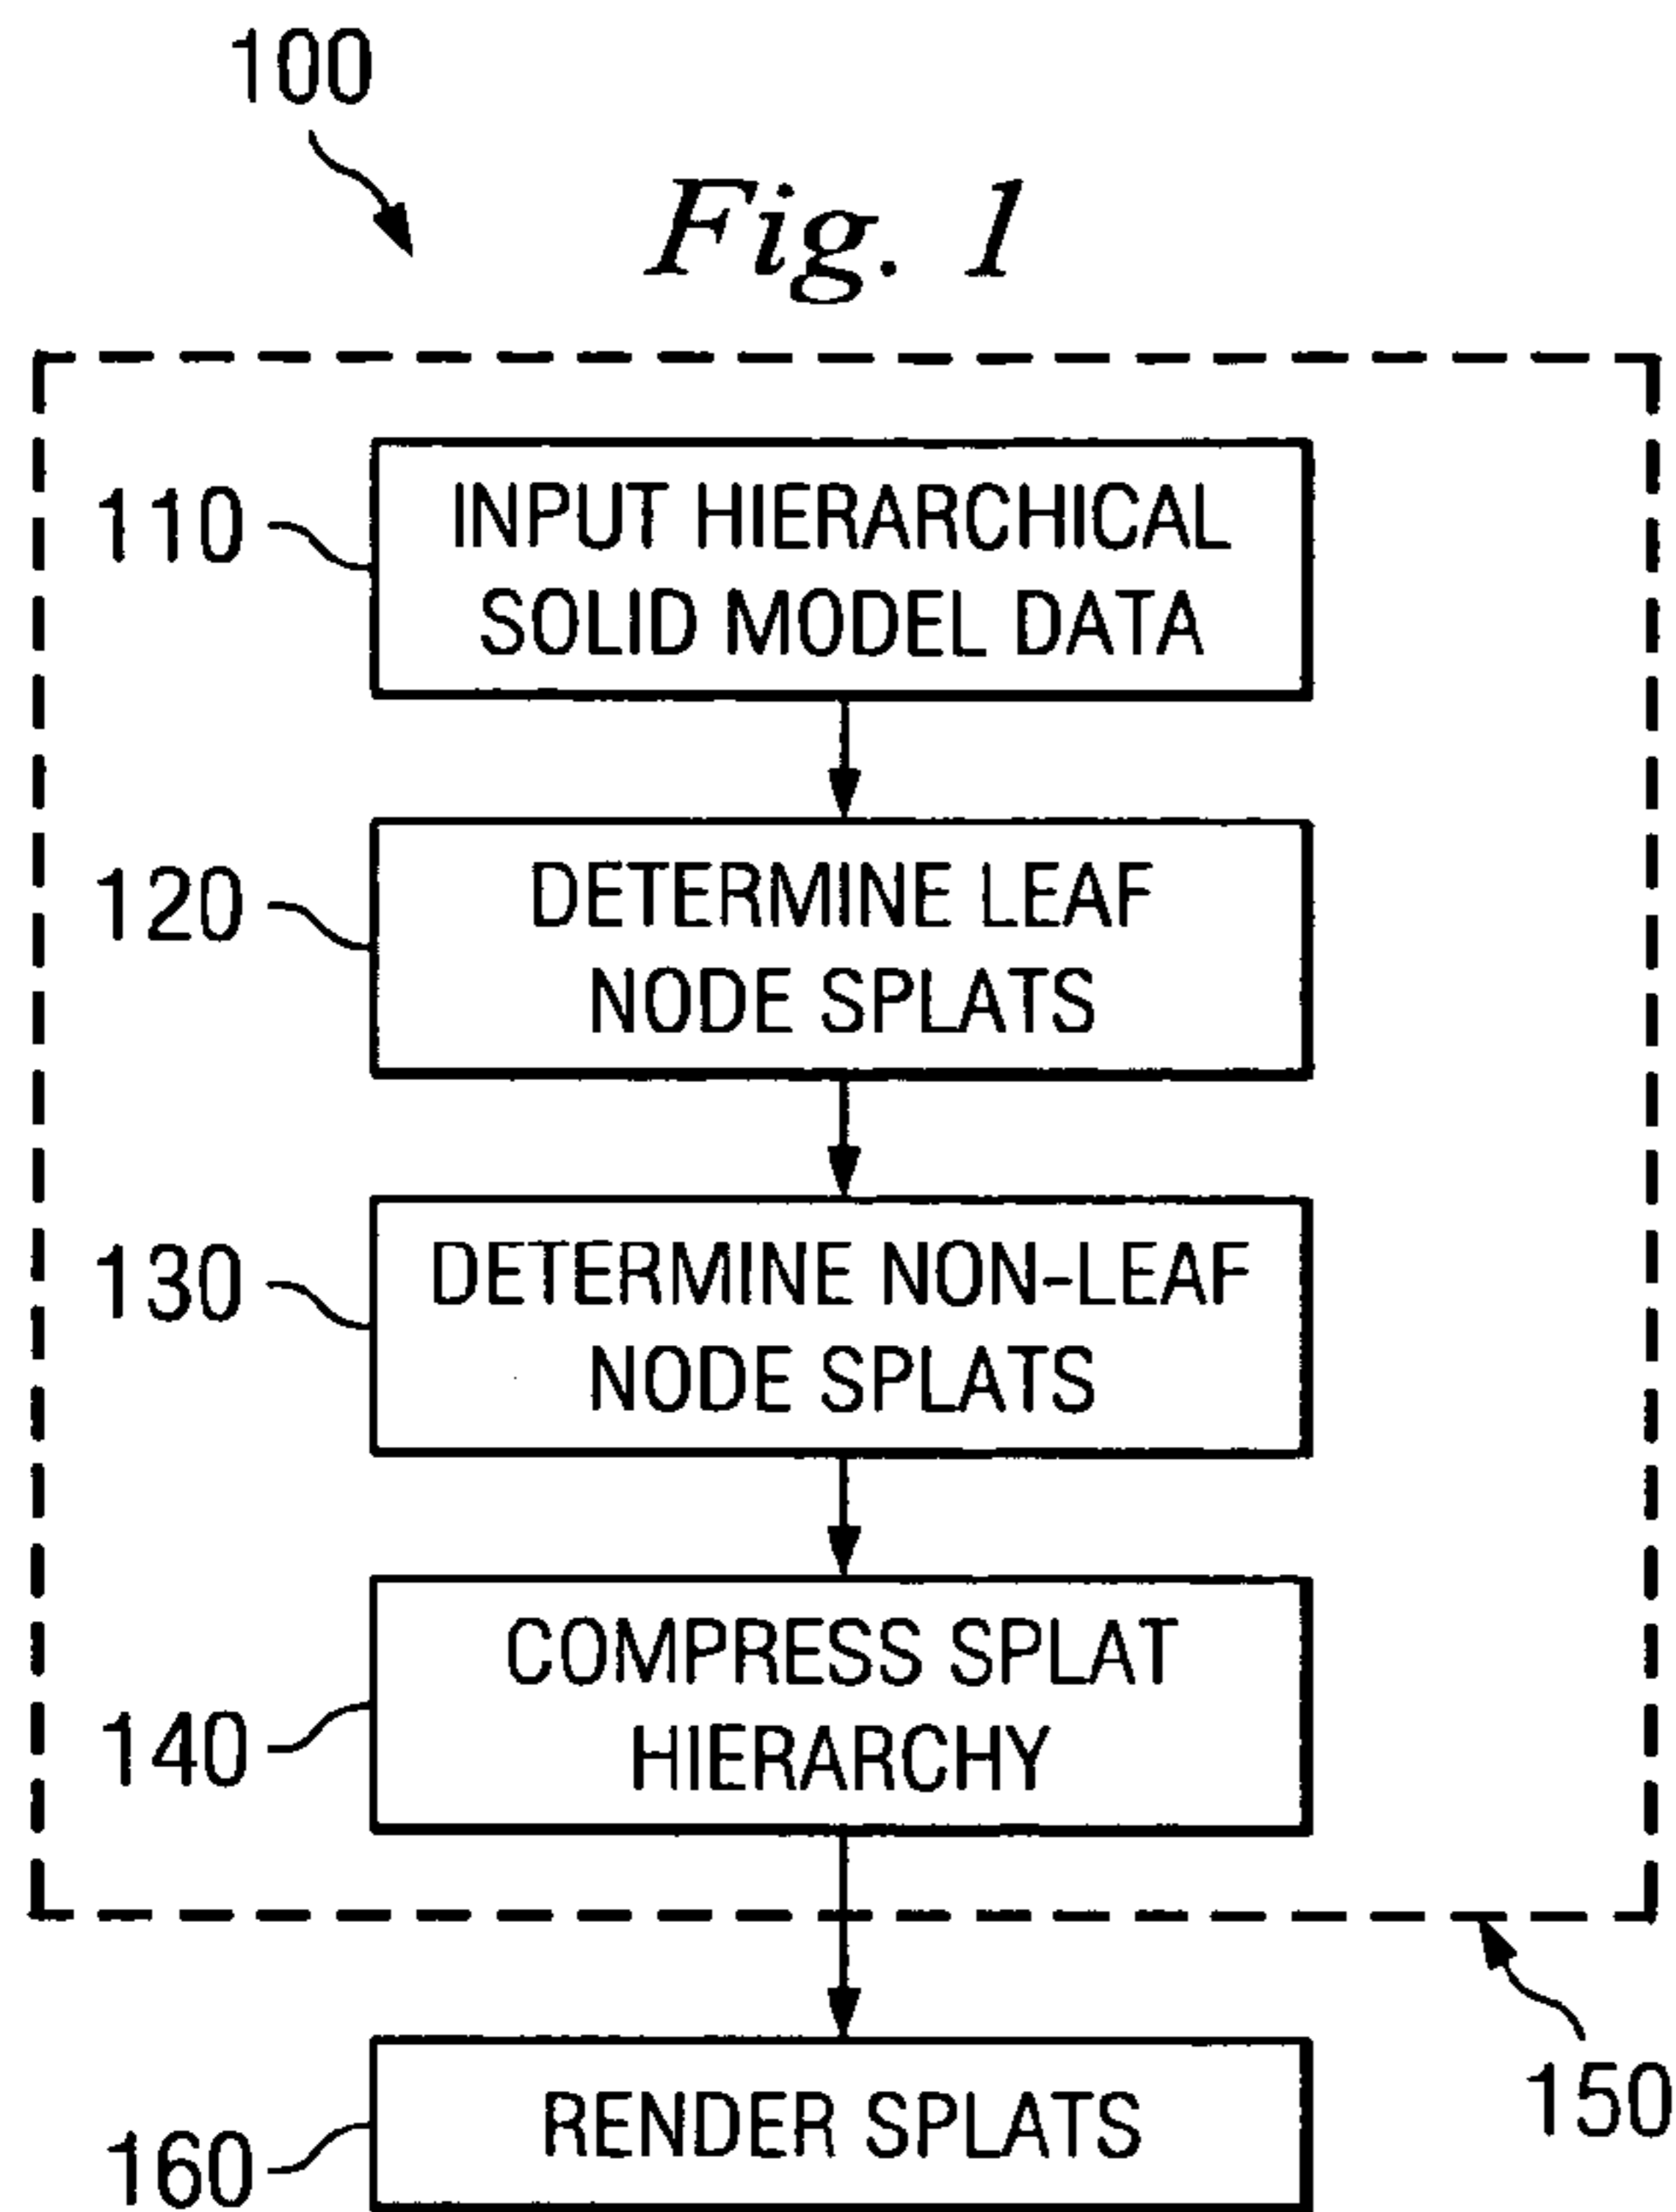 100
Fig. 1
110
INPUT HIERARCHICAL
SOLID MODEL DATA
120
DETERMINE LEAF
NODE SPLATS
130
DETERMINE NON-LEAF
NODE SPLATS
140
COMPRESS SPLAT
HIERARCHY
150
160
RENDER SPLATS